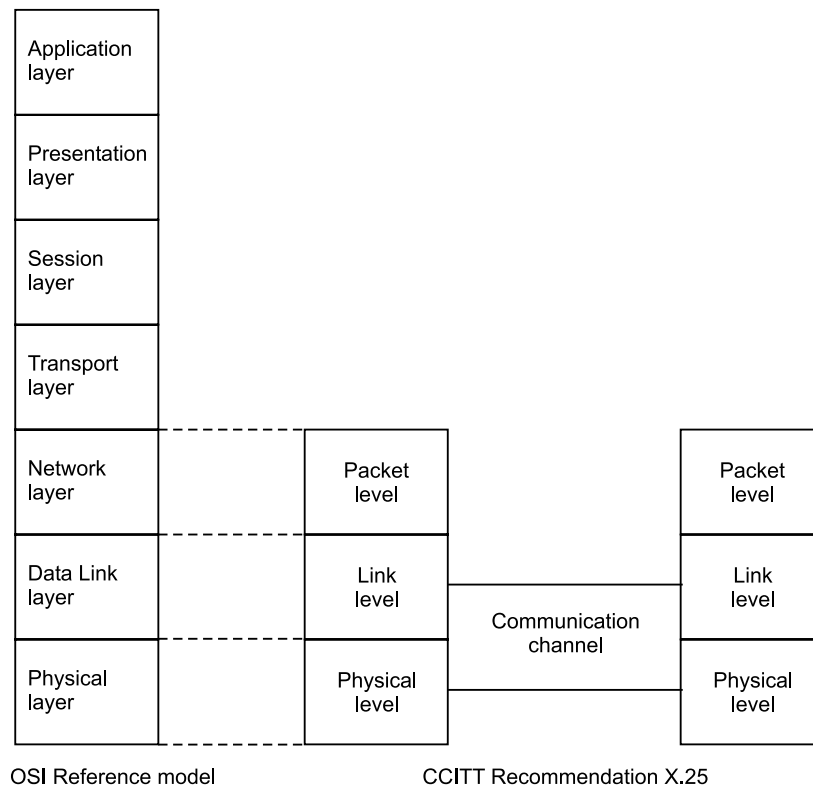 Application
layer
Presentation
layer
Session
layer
Transport
layer
Network
layer
Packet
level
Packet
level
Data Link
layer
Link
level
Link
level
Communication
channel
Physical
layer
Physical
level
Physical
level
OSI Reference model
CCITT Recommendation X.25